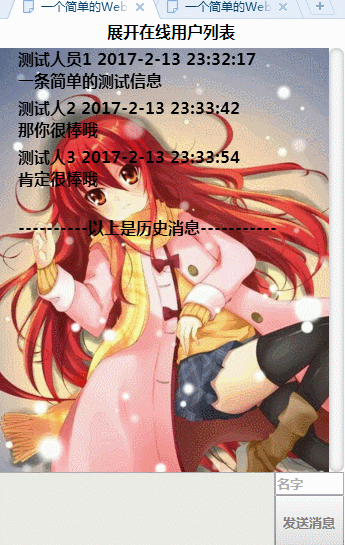 一个简单的Web
一个简单的Web
展开在线用户列表
测试人员1 2017-2-13 23:32:17
一条简单的测试信息
测试人2 2017-2-13 23:33:42
那你很棒哦
测试人3 2017-2-13 23:33:54
肯定很棒哦
----------以上是历史消息-----------
名字
发送消息